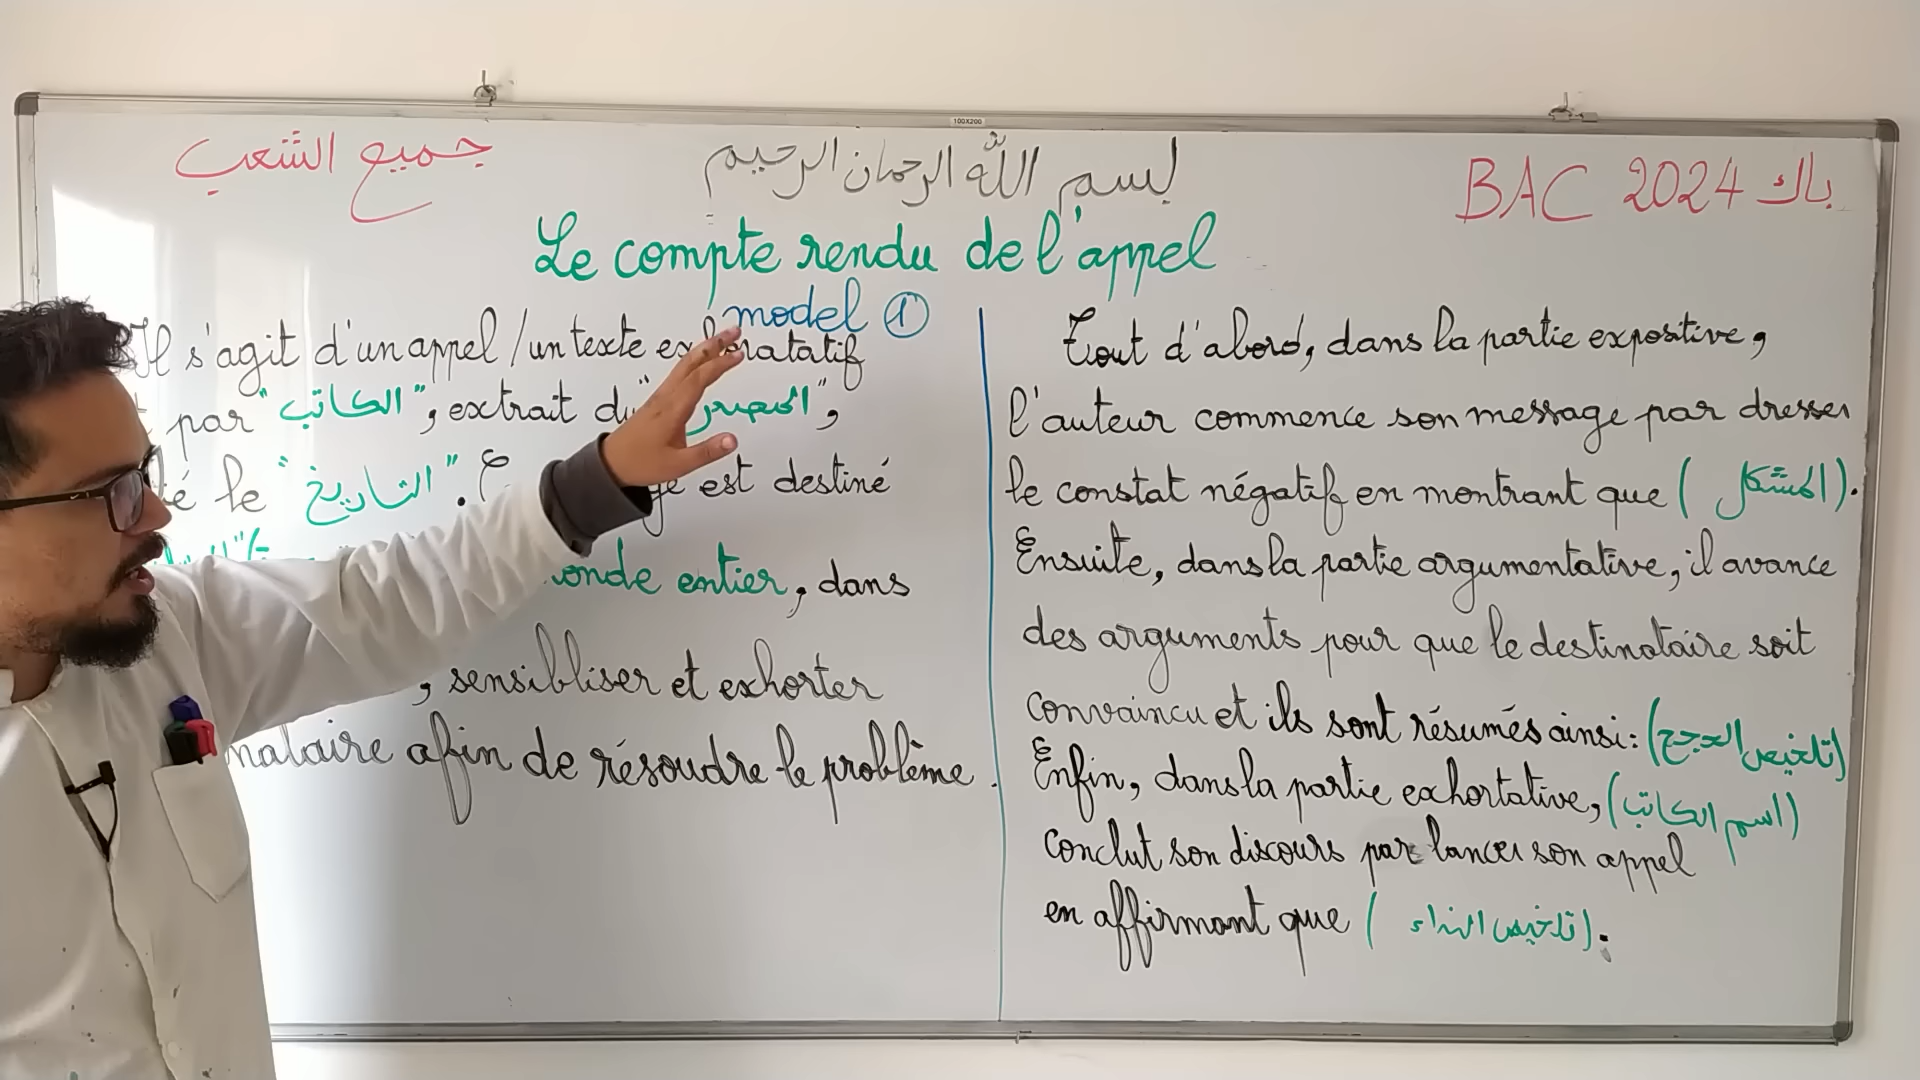 100X200
جميع الشعب
بسم الله الرحمان الرحيم
BAC 2024 باك
Le compte rendu de l'appel
model ①
Il s'agit d'un appel / un texte
par "الكاتب", extrait du "المصدر",
le "التاريخ". est destiné
entier, dans
, sensibliser et exhorter
afin de résoudre le problème.
Tout d'abord, dans la partie expositive,
l'auteur commence son message par dresser
le constat négatif en montrant que (المشكل).
Ensuite, dans la partie argumentative, il avance
des arguments pour que le destinataire soit
convaincu et ils sont résumés ainsi: (تلخيص الحجج)
Enfin, dans la partie exhortative, (اسم الكاتب)
conclut son discours par lancer son appel
en affirmant que (تلخيص النداء).